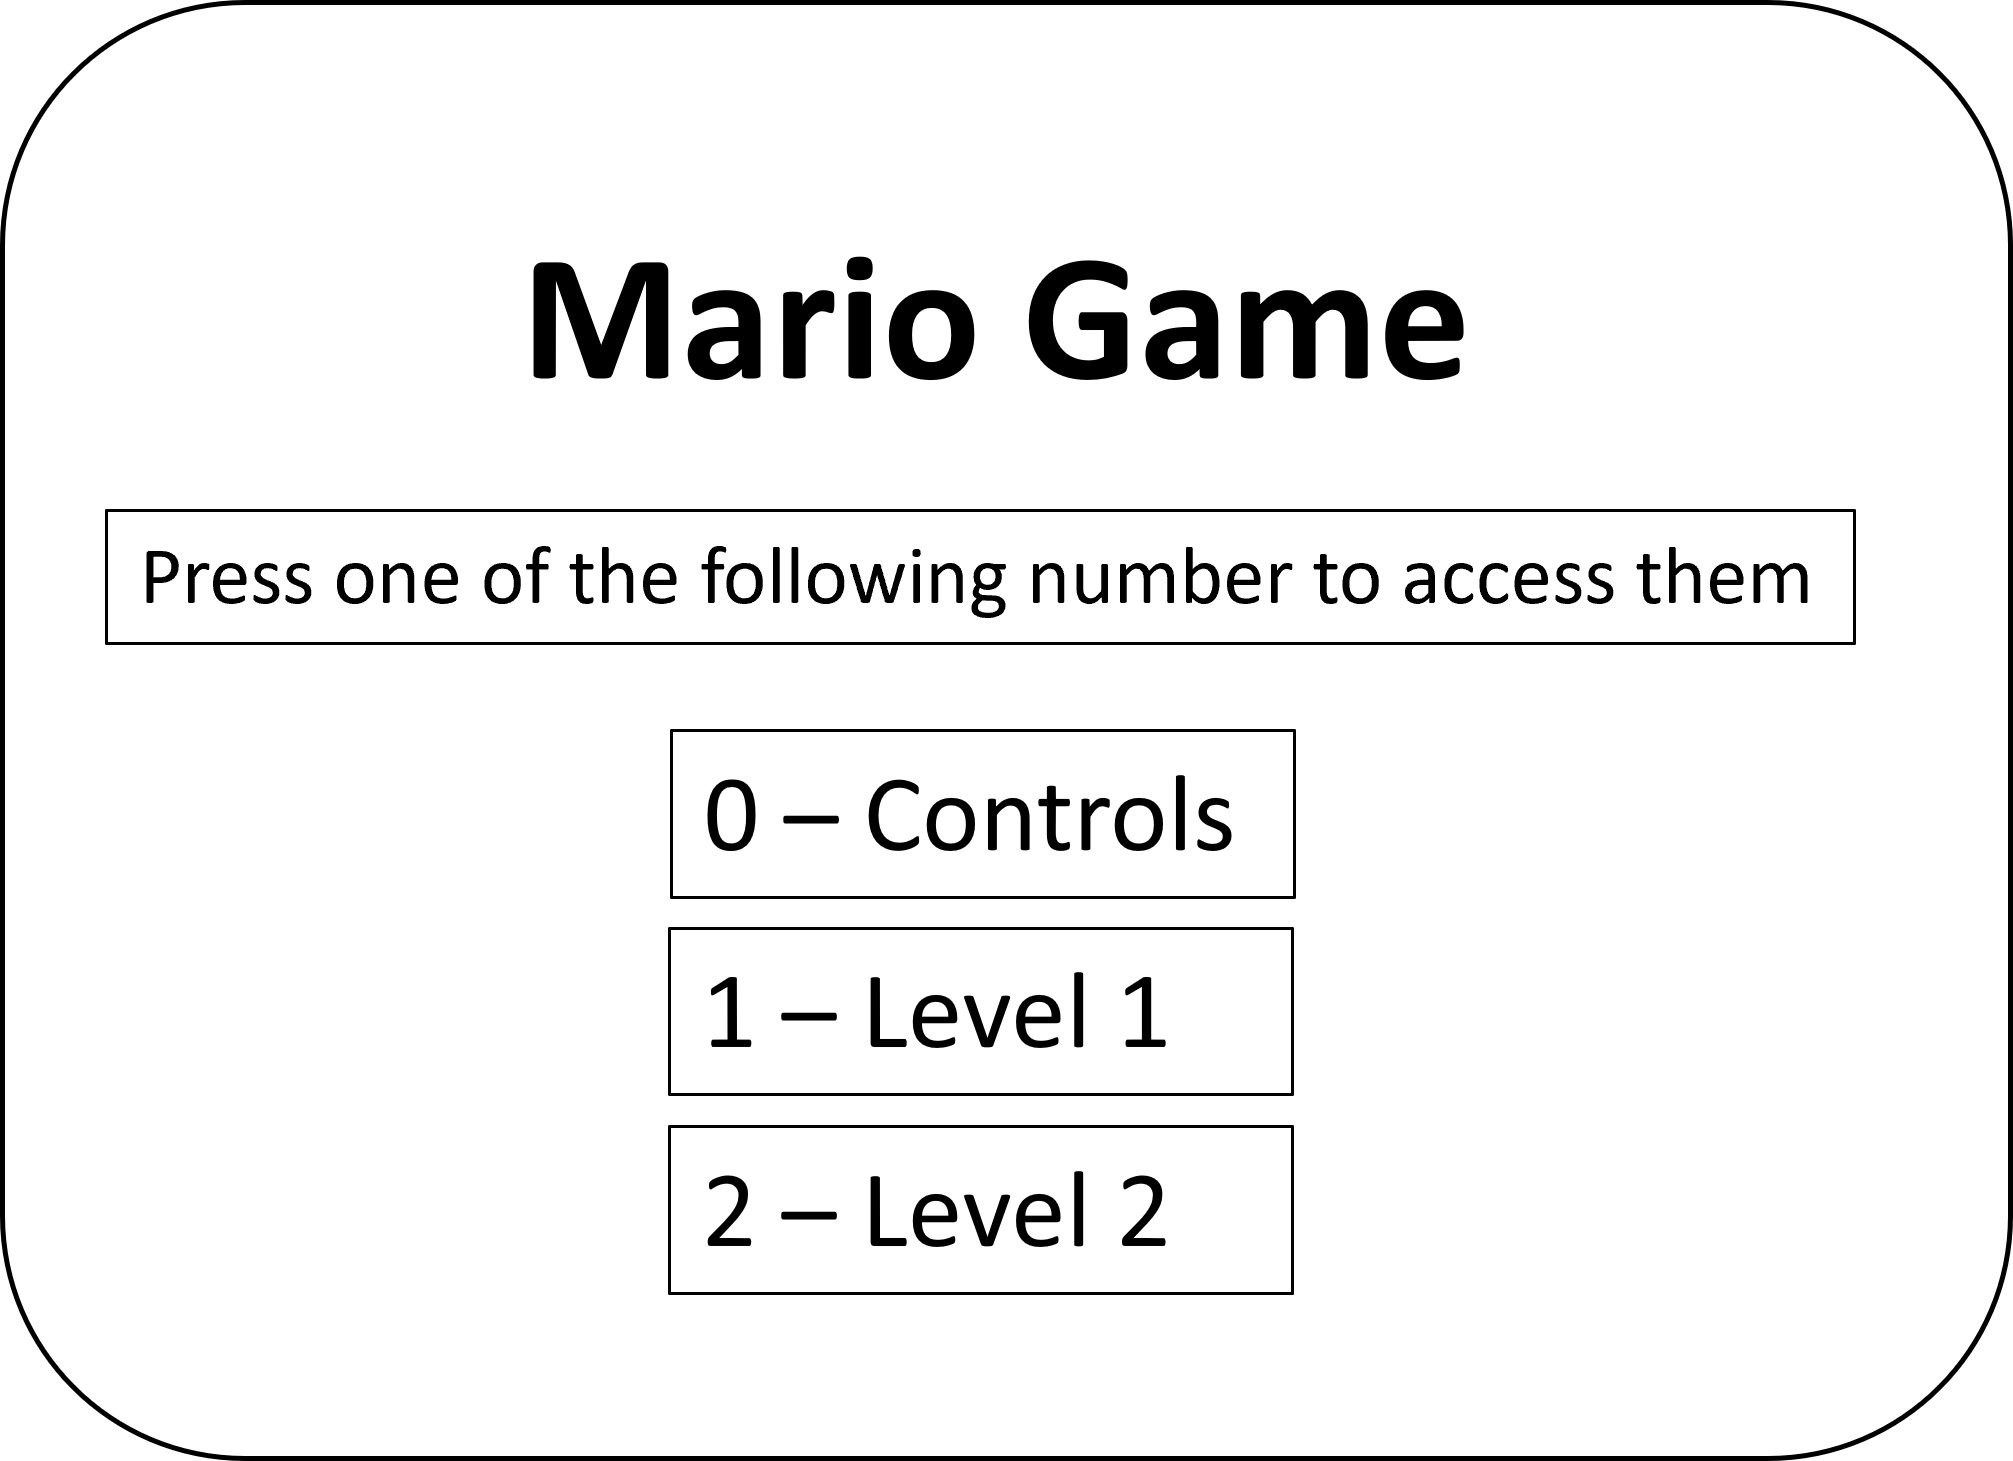 Mario Game
Press one of the following number to access them
0 – Controls
1 – Level 1
2 – Level 2